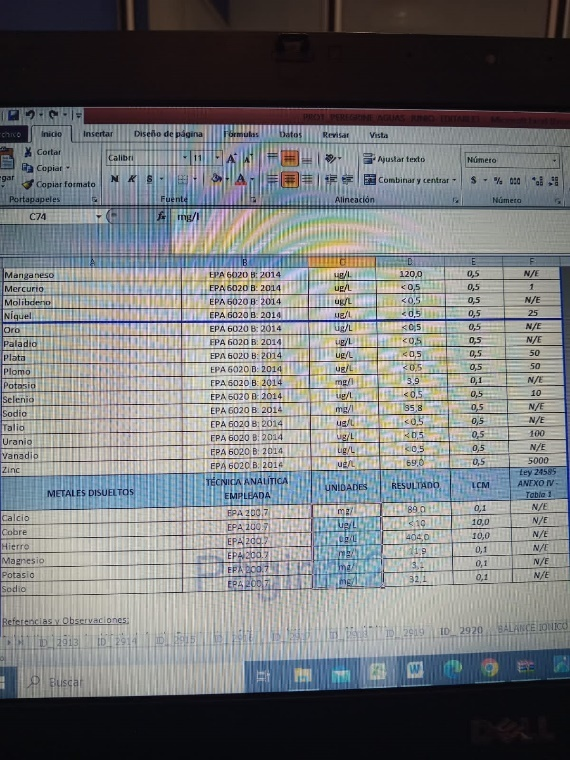 Inicio Insertar Diseño de página Fórmulas Datos Revisar Vista
Cortar
Copiar
Copiar formato
Portapapeles
Calibri 11
N K S
Fuente
Ajustar texto
Combinar y centrar
Alineación
Número
$ % 000
Número
C74 fx mg/l
A B C D E F
Manganeso EPA 6020 B: 2014 ug/L 120,0 0,5 N/E
Mercurio EPA 6020 B: 2014 ug/L <0,5 0,5 1
Molibdeno EPA 6020 B: 2014 ug/L <0,5 0,5 N/E
Níquel EPA 6020 B: 2014 ug/L <0,5 0,5 25
Oro EPA 6020 B: 2014 ug/L <0,5 0,5 N/E
Paladio EPA 6020 B: 2014 ug/L <0,5 0,5 N/E
Plata EPA 6020 B: 2014 ug/L <0,5 0,5 50
Plomo EPA 6020 B: 2014 ug/L <0,5 0,5 50
Potasio EPA 6020 B: 2014 mg/l 3,9 0,1 N/E
Selenio EPA 6020 B: 2014 ug/L <0,5 0,5 10
Sodio EPA 6020 B: 2014 mg/l 35,8 0,5 N/E
Talio EPA 6020 B: 2014 ug/L <0,5 0,5 N/E
Uranio EPA 6020 B: 2014 ug/L <0,5 0,5 100
Vanadio EPA 6020 B: 2014 ug/L <0,5 0,5 N/E
Zinc EPA 6020 B: 2014 ug/L 69,0 0,5 5000
METALES DISUELTOS TÉCNICA ANALÍTICA EMPLEADA UNIDADES RESULTADO LCM Ley 24585 ANEXO IV - Tabla 1
Calcio EPA 200.7 mg/ 89,0 0,1 N/E
Cobre EPA 200.7 ug/L <10 10,0 N/E
Hierro EPA 200.7 ug/L 404,0 10,0 N/E
Magnesio EPA 200.7 mg/ 11,9 0,1 N/E
Potasio EPA 200.7 mg/ 3,1 0,1 N/E
Sodio EPA 200.7 mg/ 32,1 0,1 N/E
Referencias y Observaciones:
ID_2913 ID_2914 ID_2915 ID_2916 ID_2919 ID_2920 BALANCE IONICO
Buscar
DELL